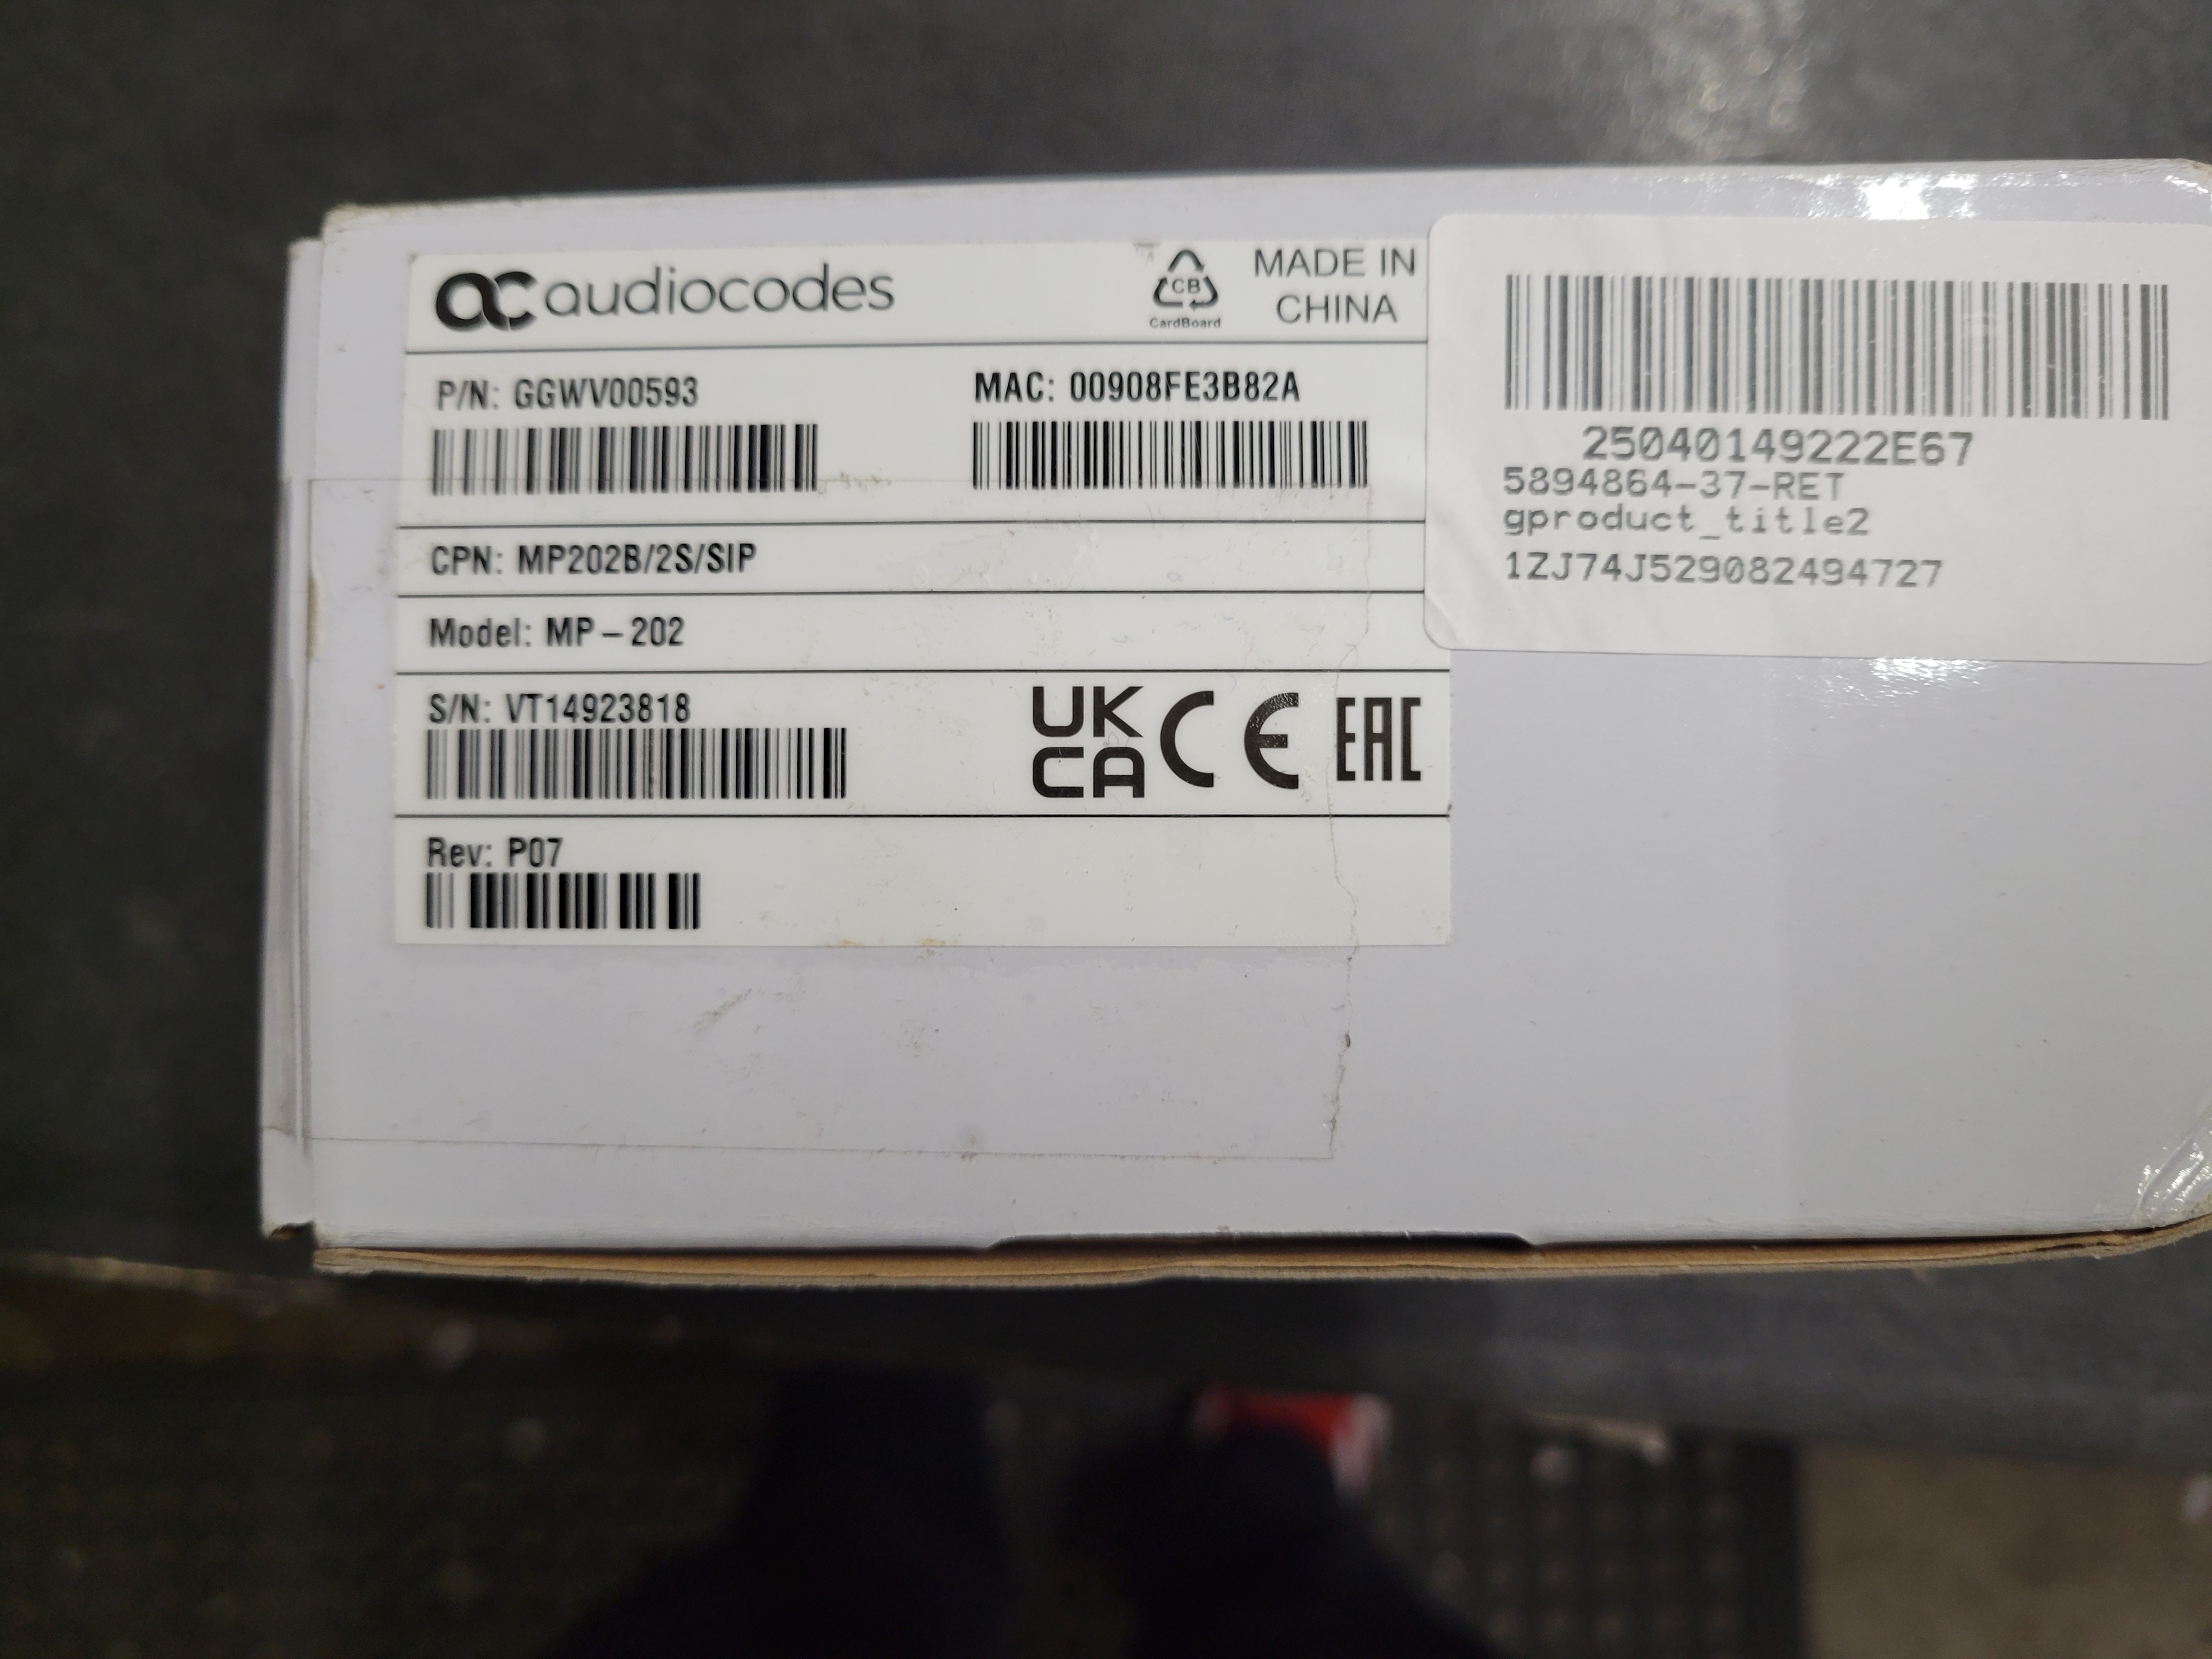 audiocodes
CB
CardBoard
MADE IN
CHINA
P/N: GGWV00593
MAC: 00908FE3B82A
CPN: MP202B/2S/SIP
Model: MP-202
S/N: VT14923818
UK
CA
CE
EAC
Rev: P07
25040149222E67
5894864-37-RET
gproduct_title2
1ZJ74J529082494727